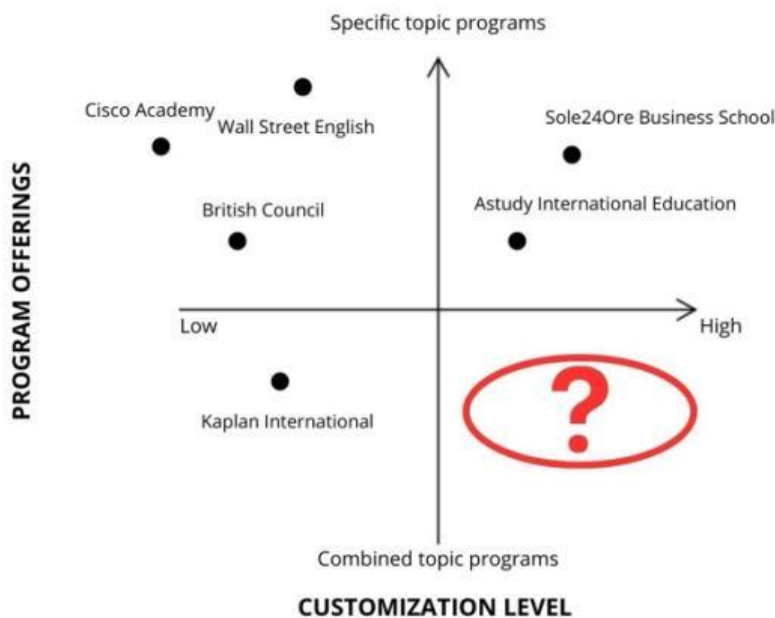 Specific topic programs
Cisco Academy
Wall Street English
Sole24Ore Business School
British Council
Astudy International Education
PROGRAM OFFERINGS
Low
High
?
Kaplan International
Combined topic programs
CUSTOMIZATION LEVEL